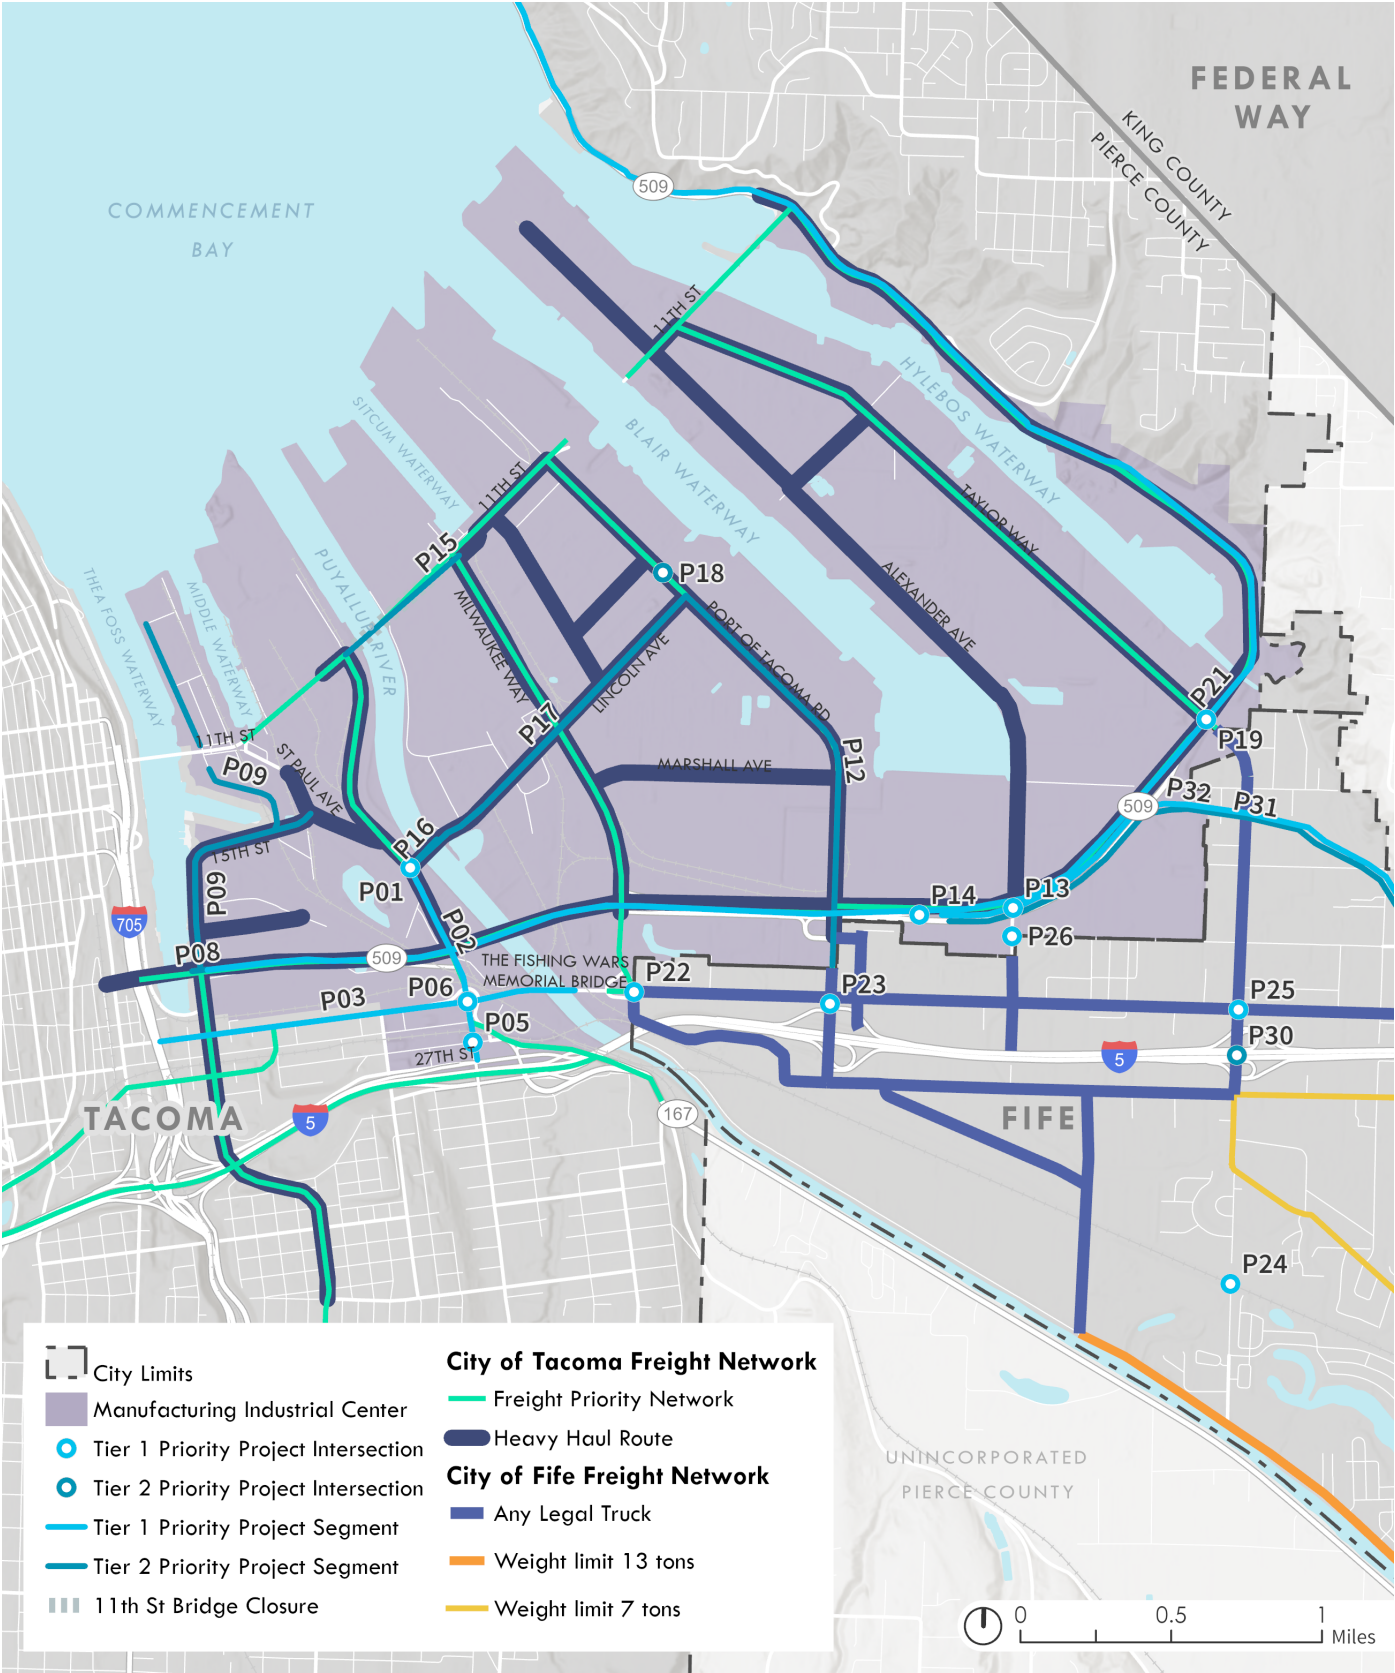 FEDERAL
WAY
KING COUNTY
PIERCE COUNTY
509
COMMENCEMENT
BAY
11TH ST
HYLEBOS WATERWAY
SITCUM WATERWAY
BLAIR WATERWAY
11TH ST
TAYLOR WAY
P15
PUYALLUP RIVER
P18
ALEXANDER AVE
THEA FOSS WATERWAY
MIDDLE WATERWAY
MILWAUKEE WAY
LINCOLN AVE
PORT OF TACOMA RD
P21
P17
11TH ST
P19
P09
ST PAUL AVE
MARSHALL AVE
P12
P32
P31
509
P16
15TH ST
P01
P09
P14
P13
705
P02
P26
P08
509
THE FISHING WARS
MEMORIAL BRIDGE
P22
P23
P03
P06
P25
P05
P30
27TH ST
5
TACOMA
5
167
FIFE
P24
UNINCORPORATED
PIERCE COUNTY
City Limits
Manufacturing Industrial Center
Tier 1 Priority Project Intersection
Tier 2 Priority Project Intersection
Tier 1 Priority Project Segment
Tier 2 Priority Project Segment
11th St Bridge Closure
City of Tacoma Freight Network
Freight Priority Network
Heavy Haul Route
City of Fife Freight Network
Any Legal Truck
Weight limit 13 tons
Weight limit 7 tons
0 0.5 1
Miles